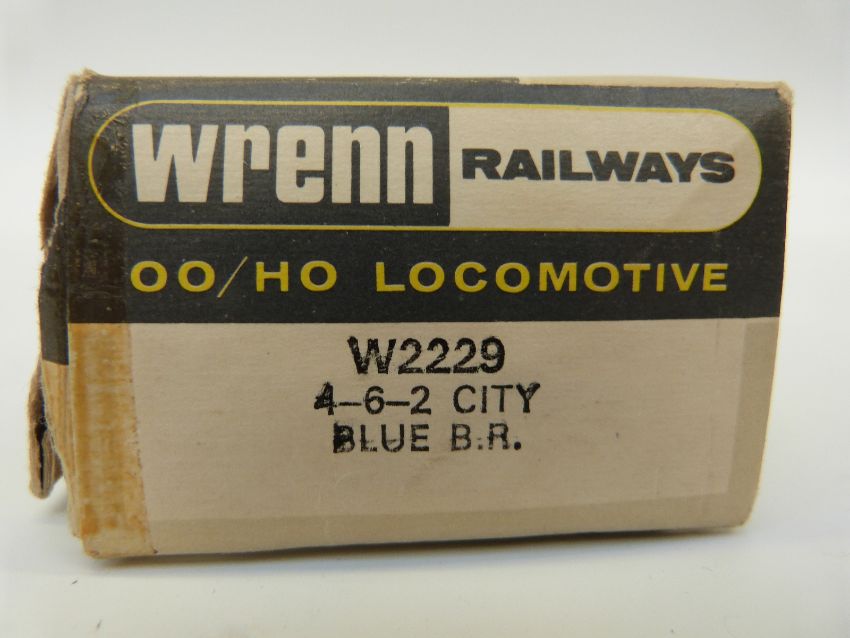 wrenn RAILWAYS
OO/HO LOCOMOTIVE
W2229
4-6-2 CITY
BLUE B.R.